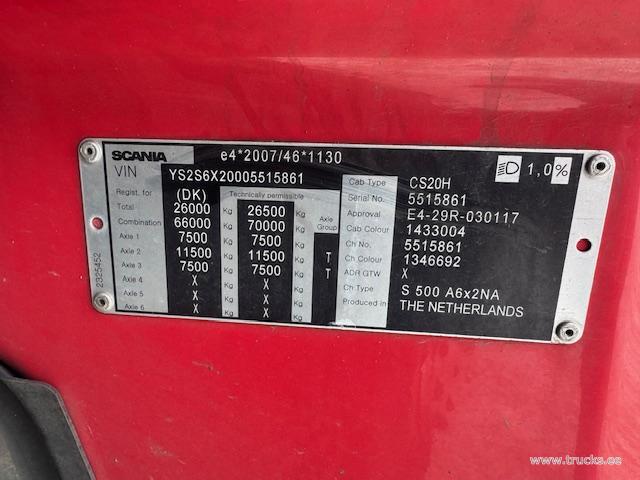 SCANIA e4*2007/46*1130 1,0%
VIN YS2S6X20005515861
Regist. for (DK) Technically permissible
Total 26000 Kg 26500 Kg Axle Group
Combination 66000 Kg 70000 Kg
Axle 1 7500 Kg 7500 Kg
Axle 2 11500 Kg 11500 Kg T
Axle 3 7500 Kg 7500 Kg T
Axle 4 X Kg X Kg
Axle 5 X Kg X Kg
Axle 6 X Kg X Kg
Cab Type CS20H
Serial No. 5515861
Approval E4-29R-030117
Cab Colour 1433004
Ch No. 5515861
Ch Colour 1346692
ADR GTW X
Ch Type S 500 A6x2NA
Produced in THE NETHERLANDS
2325452
www.trucks.ee